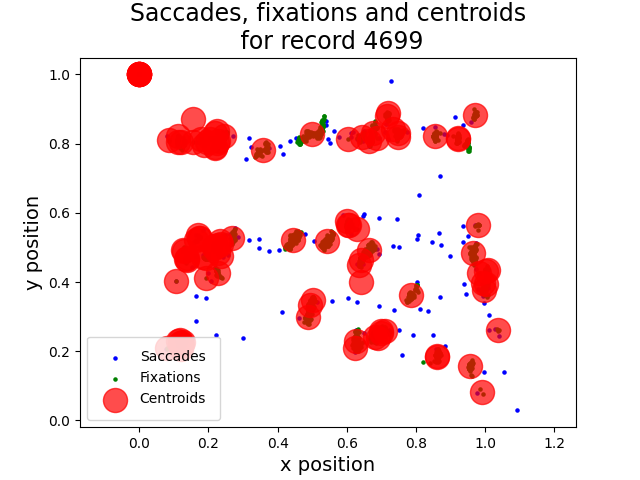 Saccades, fixations and centroids
for record 4699
1.0
0.8
0.6
0.4
0.2
0.0
y position
Saccades
Fixations
Centroids
0.0 0.2 0.4 0.6 0.8 1.0 1.2
x position